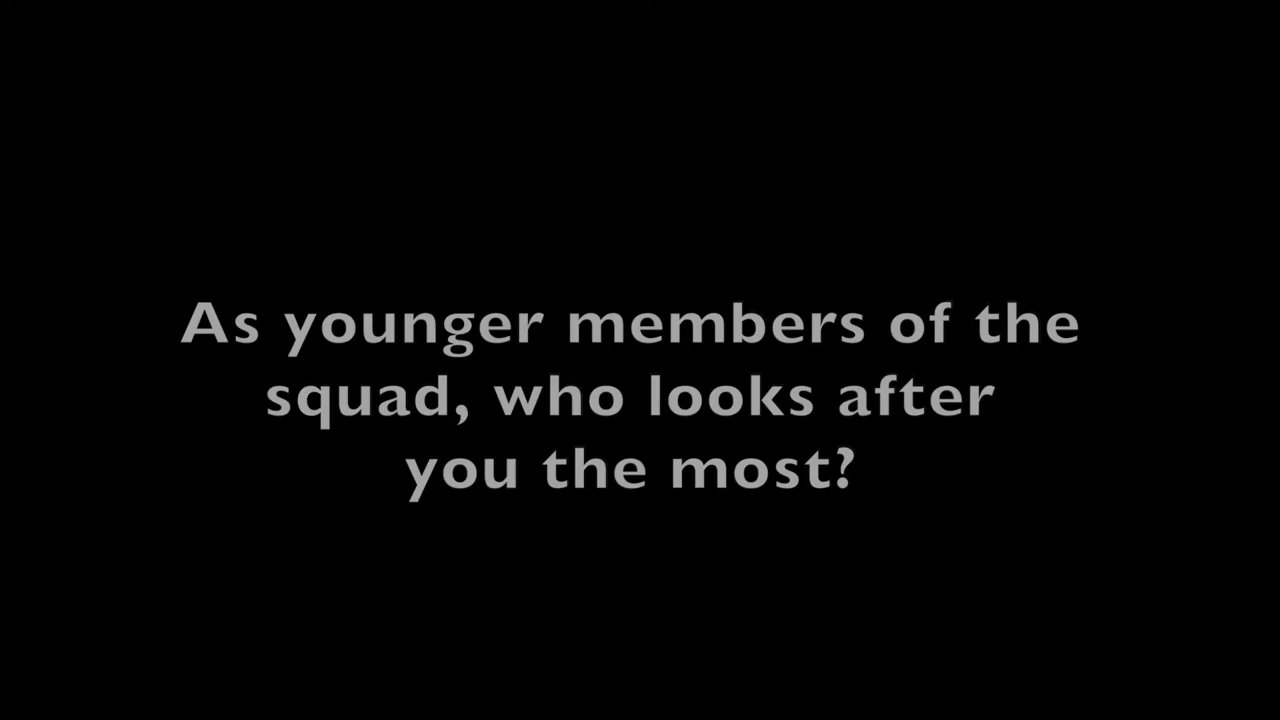 As younger members of the
squad, who looks after
you the most?